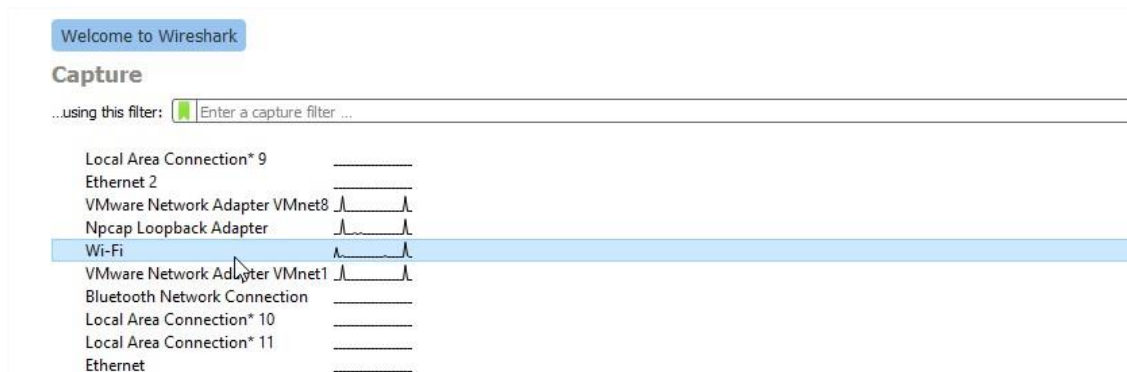 Welcome to Wireshark
Capture
...using this filter: Enter a capture filter ...
Local Area Connection* 9
Ethernet 2
VMware Network Adapter VMnet8
Npcap Loopback Adapter
Wi-Fi
VMware Network Adapter VMnet1
Bluetooth Network Connection
Local Area Connection* 10
Local Area Connection* 11
Ethernet